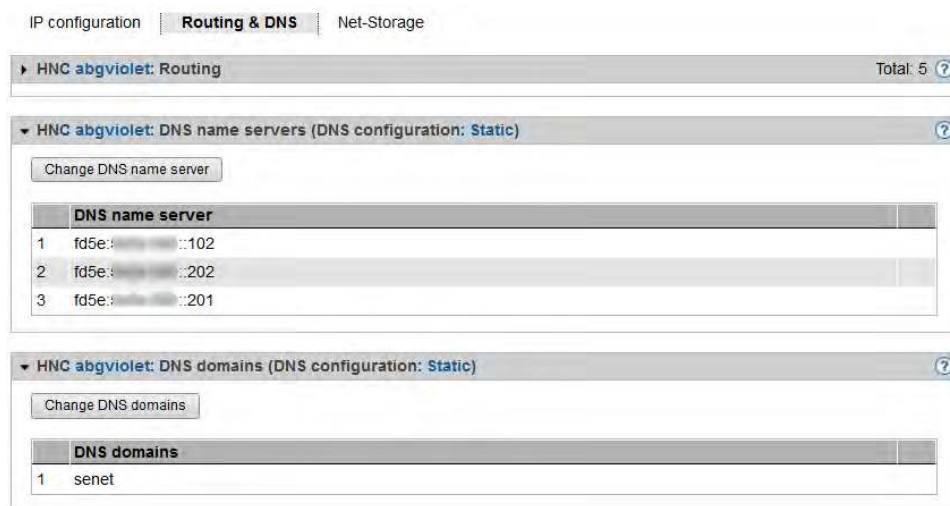 IP configuration Routing & DNS Net-Storage
HNC abgviolet: Routing Total: 5 ?
HNC abgviolet: DNS name servers (DNS configuration: Static) ?
Change DNS name server
DNS name server
1 fd5e: ::102
2 fd5e: ::202
3 fd5e: ::201
HNC abgviolet: DNS domains (DNS configuration: Static) ?
Change DNS domains
DNS domains
1 senet